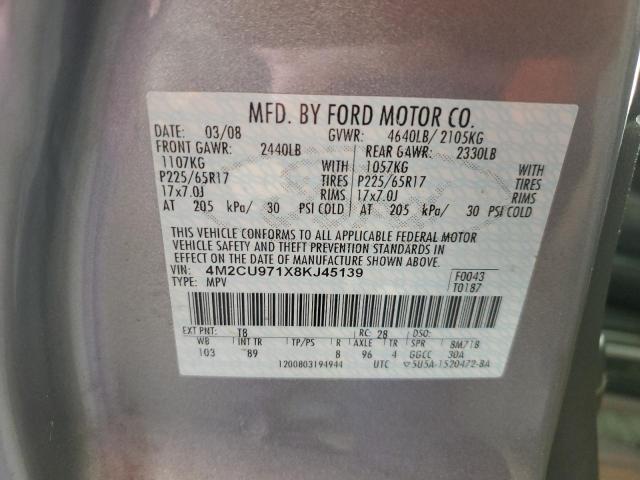 MFD. BY FORD MOTOR CO.
DATE: 03/08 GVWR: 4640LB/ 2105KG
FRONT GAWR: 2440LB REAR GAWR: 2330LB
1107KG WITH 1057KG WITH
P225/65R17 TIRES P225/65R17 TIRES
17x7.0J RIMS 17x7.0J RIMS
AT 205 kPa/ 30 PSI COLD AT 205 kPa/ 30 PSI COLD
THIS VEHICLE CONFORMS TO ALL APPLICABLE FEDERAL MOTOR
VEHICLE SAFETY AND THEFT PREVENTION STANDARDS IN
EFFECT ON THE DATE OF MANUFACTURE SHOWN ABOVE.
VIN: 4M2CU971X8KJ45139 F0043
TYPE: MPV T0187
EXT PNT: T8 RC: 28 DSO:
WB INT TR TP/PS R AXLE TR SPR 8M71B
103 89 8 96 4 GGCC 30A
1200803194944 UTC ▽5U5A-1520472-BA